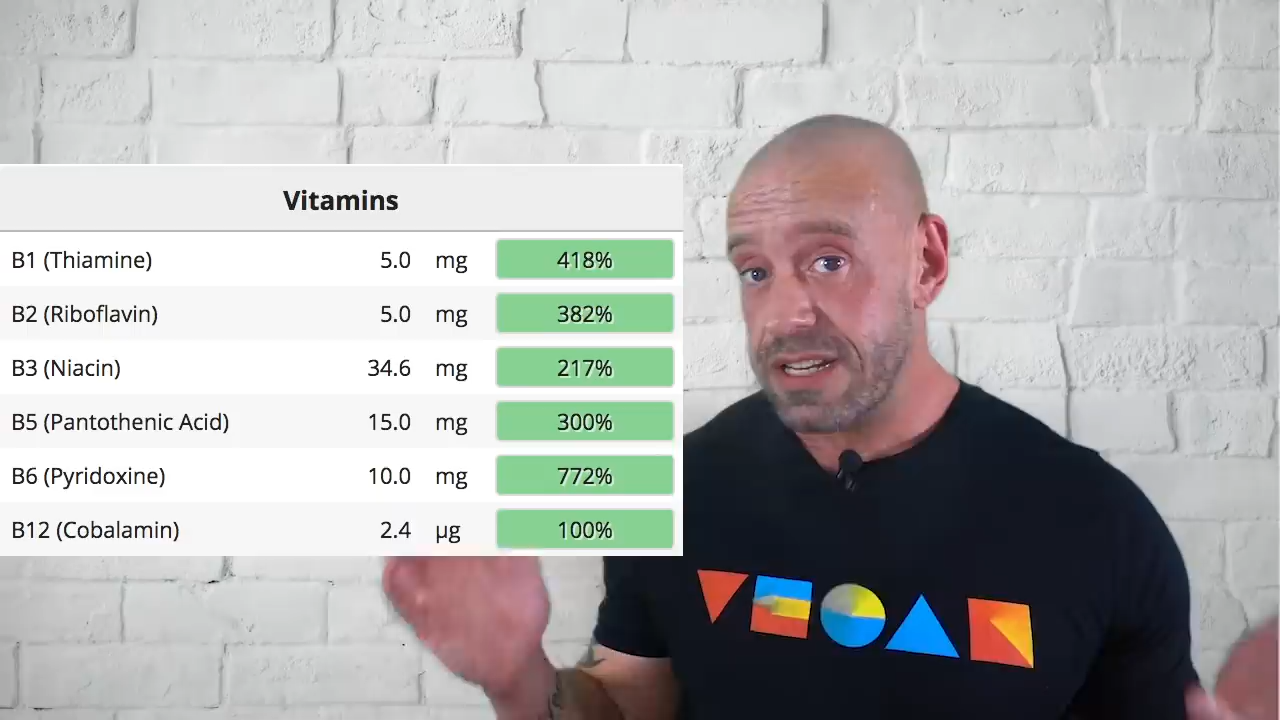 Vitamins
B1 (Thiamine) 5.0 mg 418%
B2 (Riboflavin) 5.0 mg 382%
B3 (Niacin) 34.6 mg 217%
B5 (Pantothenic Acid) 15.0 mg 300%
B6 (Pyridoxine) 10.0 mg 772%
B12 (Cobalamin) 2.4 µg 100%
VEGAN